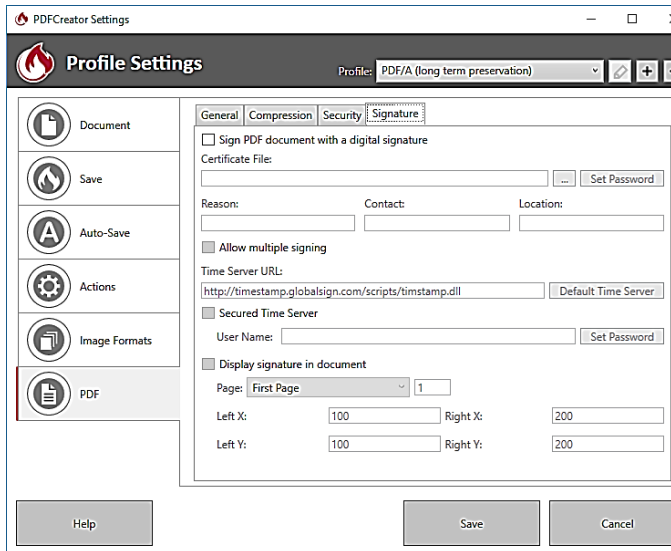 PDFCreator Settings
Profile Settings
Profile: PDF/A (long term preservation)
Document
Save
Auto-Save
Actions
Image Formats
PDF
General Compression Security Signature
Sign PDF document with a digital signature
Certificate File:
... Set Password
Reason: Contact: Location:
Allow multiple signing
Time Server URL:
http://timestamp.globalsign.com/scripts/timstamp.dll Default Time Server
Secured Time Server
User Name: Set Password
Display signature in document
Page: First Page 1
Left X: 100 Right X: 200
Left Y: 100 Right Y: 200
Help Save Cancel